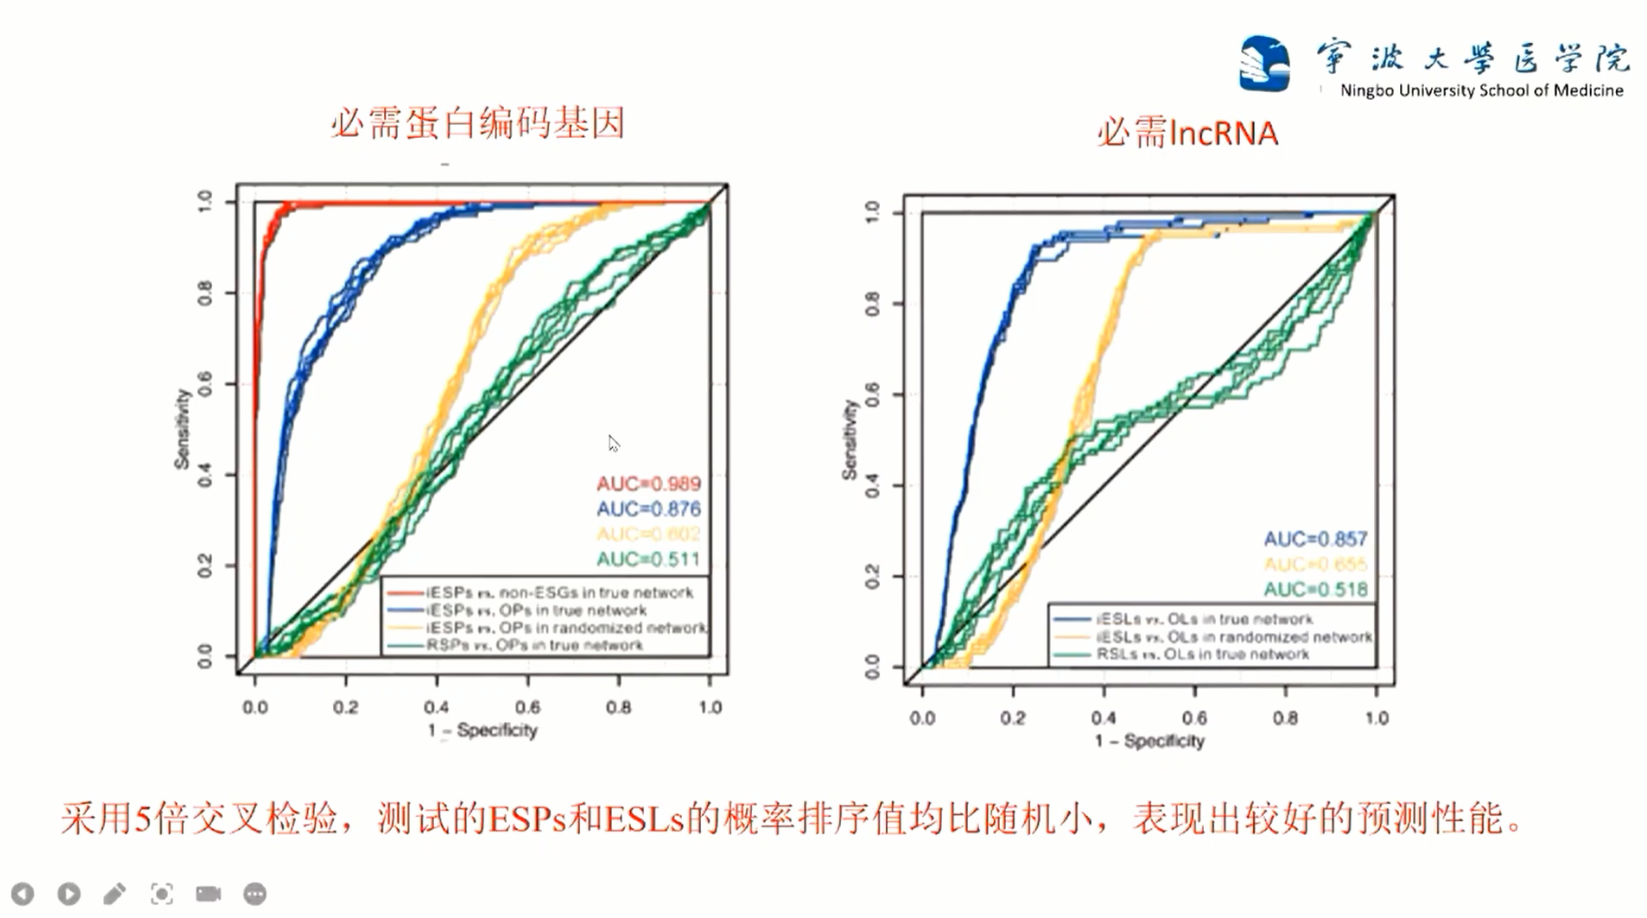 宁波大学医学院
Ningbo University School of Medicine
必需蛋白编码基因
必需lncRNA
Sensitivity
0.0 0.2 0.4 0.6 0.8 1.0
AUC=0.989
AUC=0.876
AUC=0.602
AUC=0.511
iESPs vs. non-ESGs in true network
iESPs vs. OPs in true network
iESPs vs. OPs in randomized network
RSPs vs. OPs in true network
0.0 0.2 0.4 0.6 0.8 1.0
1 - Specificity
Sensitivity
0.0 0.2 0.4 0.6 0.8 1.0
AUC=0.857
AUC=0.655
AUC=0.518
iESLs vs. OLs in true network
iESLs vs. OLs in randomized network
RSLs vs. OLs in true network
0.0 0.2 0.4 0.6 0.8 1.0
1 - Specificity
采用5倍交叉检验，测试的ESPs和ESLs的概率排序值均比随机小，表现出较好的预测性能。